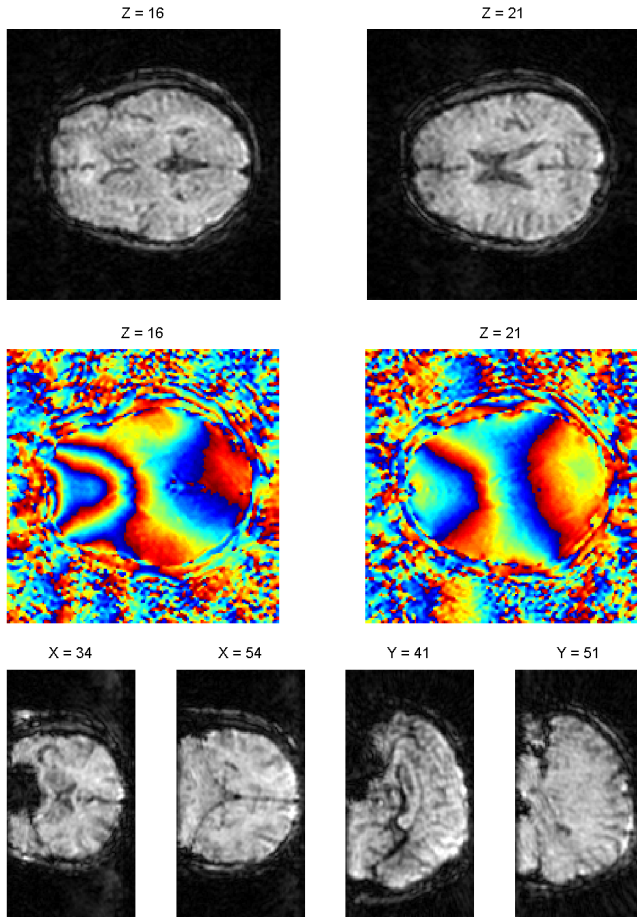 Z = 16 Z = 21
Z = 16 Z = 21
X = 34 X = 54 Y = 41 Y = 51